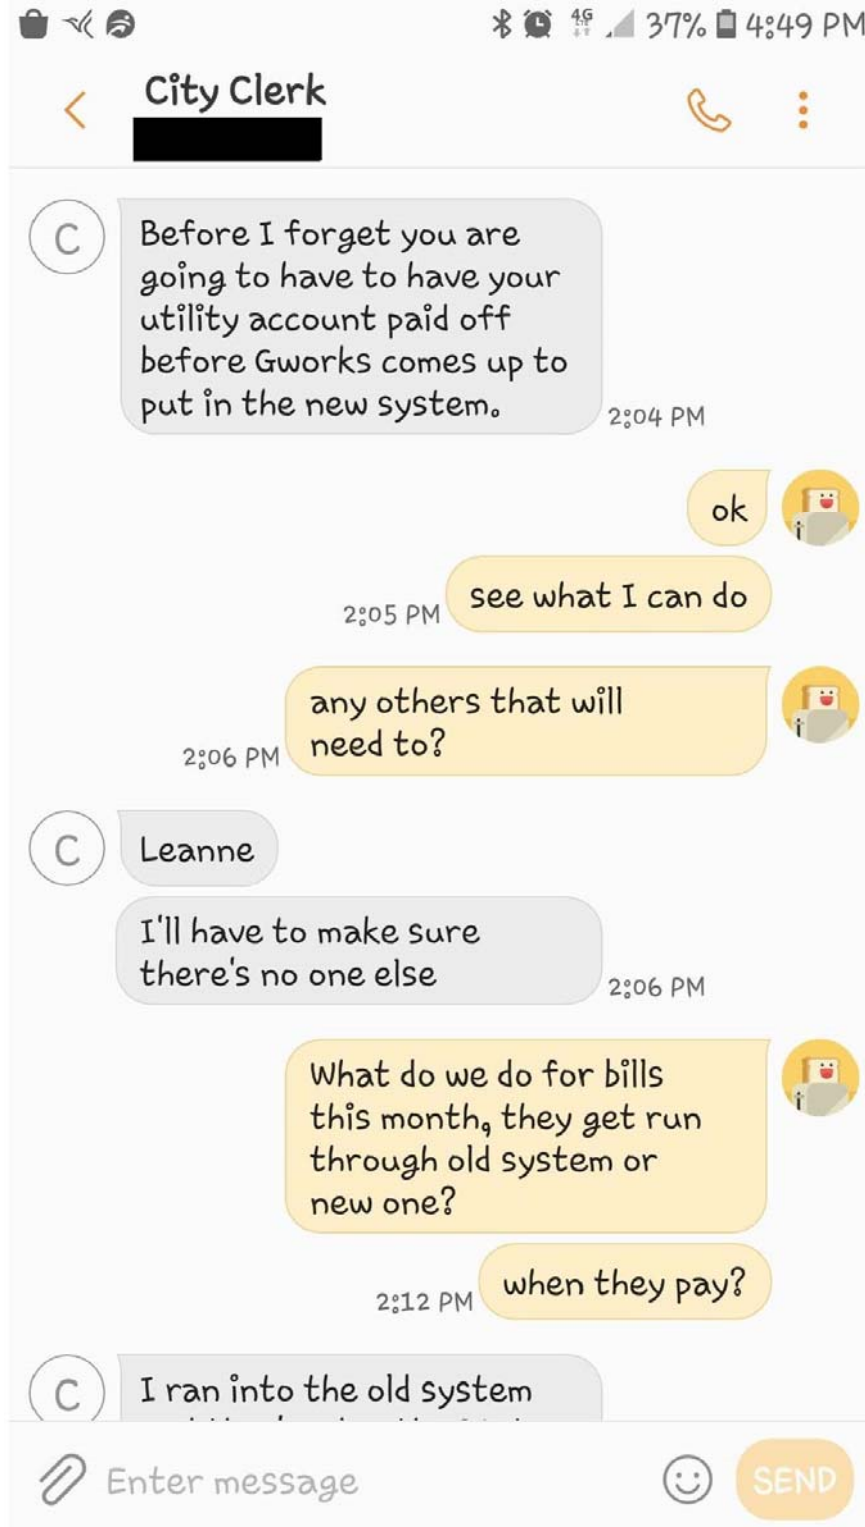 4G 37% 4:49 PM
City Clerk
C
Before I forget you are
going to have to have your
utility account paid off
before Gworks comes up to
put in the new system.
2:04 PM
ok
see what I can do
2:05 PM
any others that will
need to?
2:06 PM
C
Leanne
I'll have to make sure
there's no one else
2:06 PM
What do we do for bills
this month, they get run
through old system or
new one?
when they pay?
2:12 PM
C
I ran into the old system
Enter message
SEND